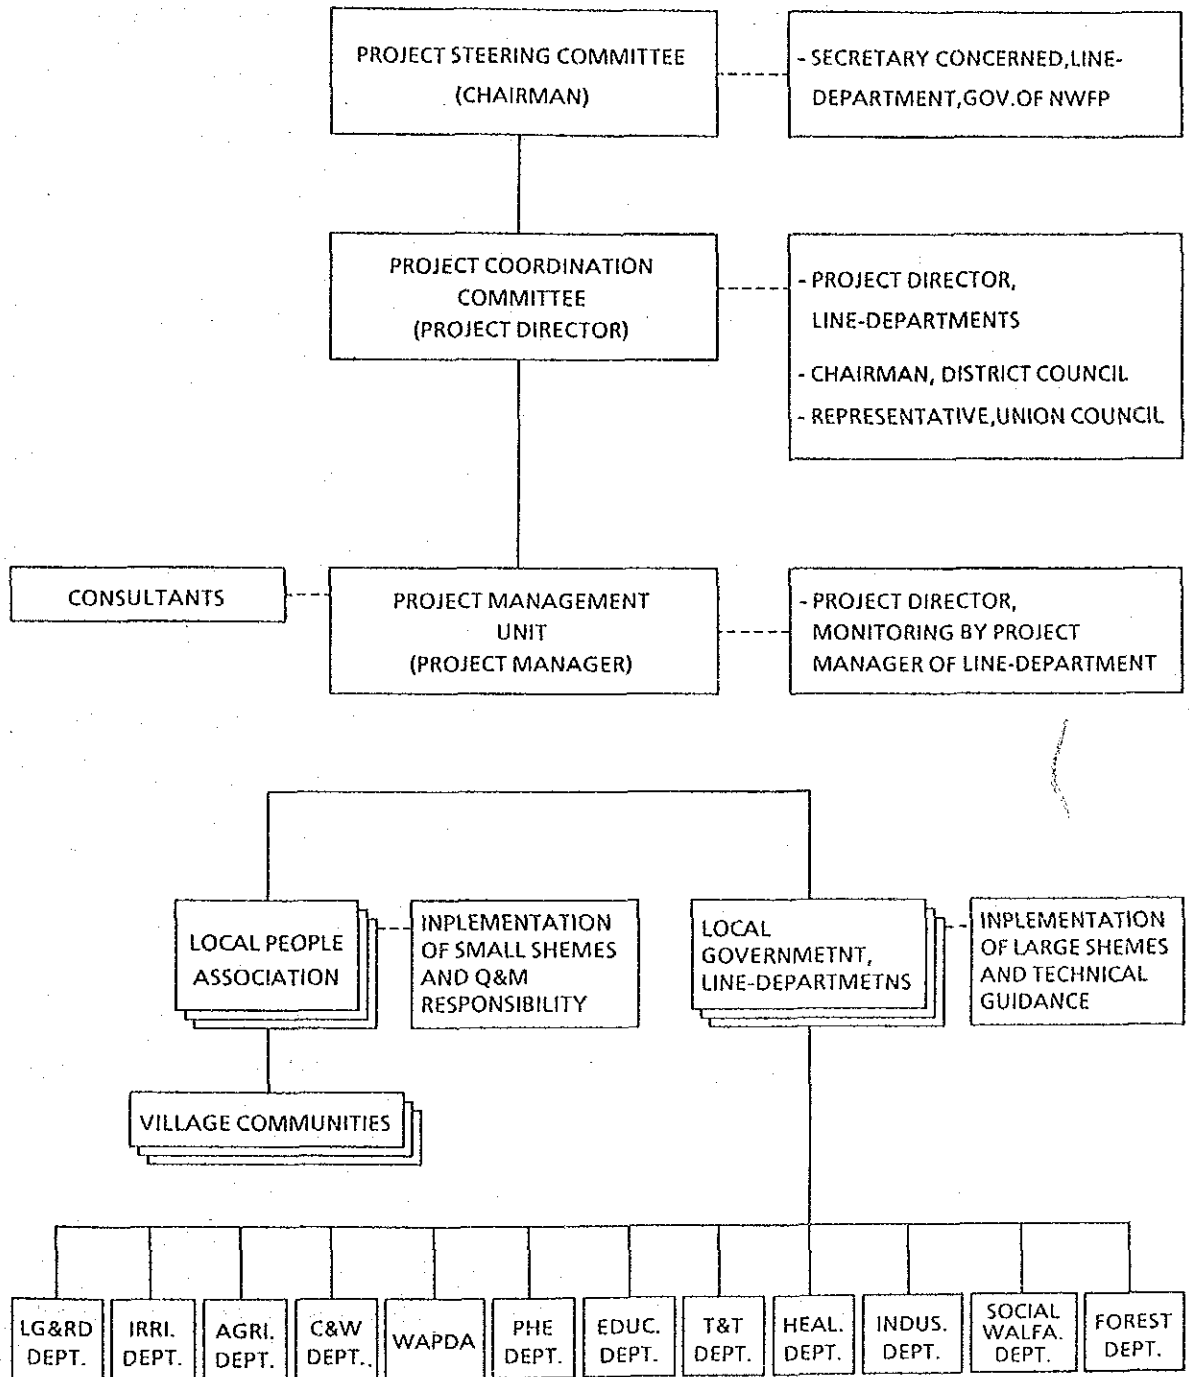 PROJECT STEERING COMMITTEE
(CHAIRMAN)
- SECRETARY CONCERNED,LINE-
DEPARTMENT,GOV.OF NWFP
PROJECT COORDINATION
COMMITTEE
(PROJECT DIRECTOR)
- PROJECT DIRECTOR,
LINE-DEPARTMENTS
- CHAIRMAN, DISTRICT COUNCIL
- REPRESENTATIVE,UNION COUNCIL
CONSULTANTS
PROJECT MANAGEMENT
UNIT
(PROJECT MANAGER)
- PROJECT DIRECTOR,
MONITORING BY PROJECT
MANAGER OF LINE-DEPARTMENT
LOCAL PEOPLE
ASSOCIATION
INPLEMENTATION
OF SMALL SHEMES
AND Q&M
RESPONSIBILITY
LOCAL
GOVERNMETNT,
LINE-DEPARTMETNS
INPLEMENTATION
OF LARGE SHEMES
AND TECHNICAL
GUIDANCE
VILLAGE COMMUNITIES
LG&RD
DEPT.
IRRI.
DEPT.
AGRI.
DEPT.
C&W
DEPT..
WAPDA
PHE
DEPT.
EDUC.
DEPT.
T&T
DEPT.
HEAL.
DEPT.
INDUS.
DEPT.
SOCIAL
WALFA.
DEPT.
FOREST
DEPT.